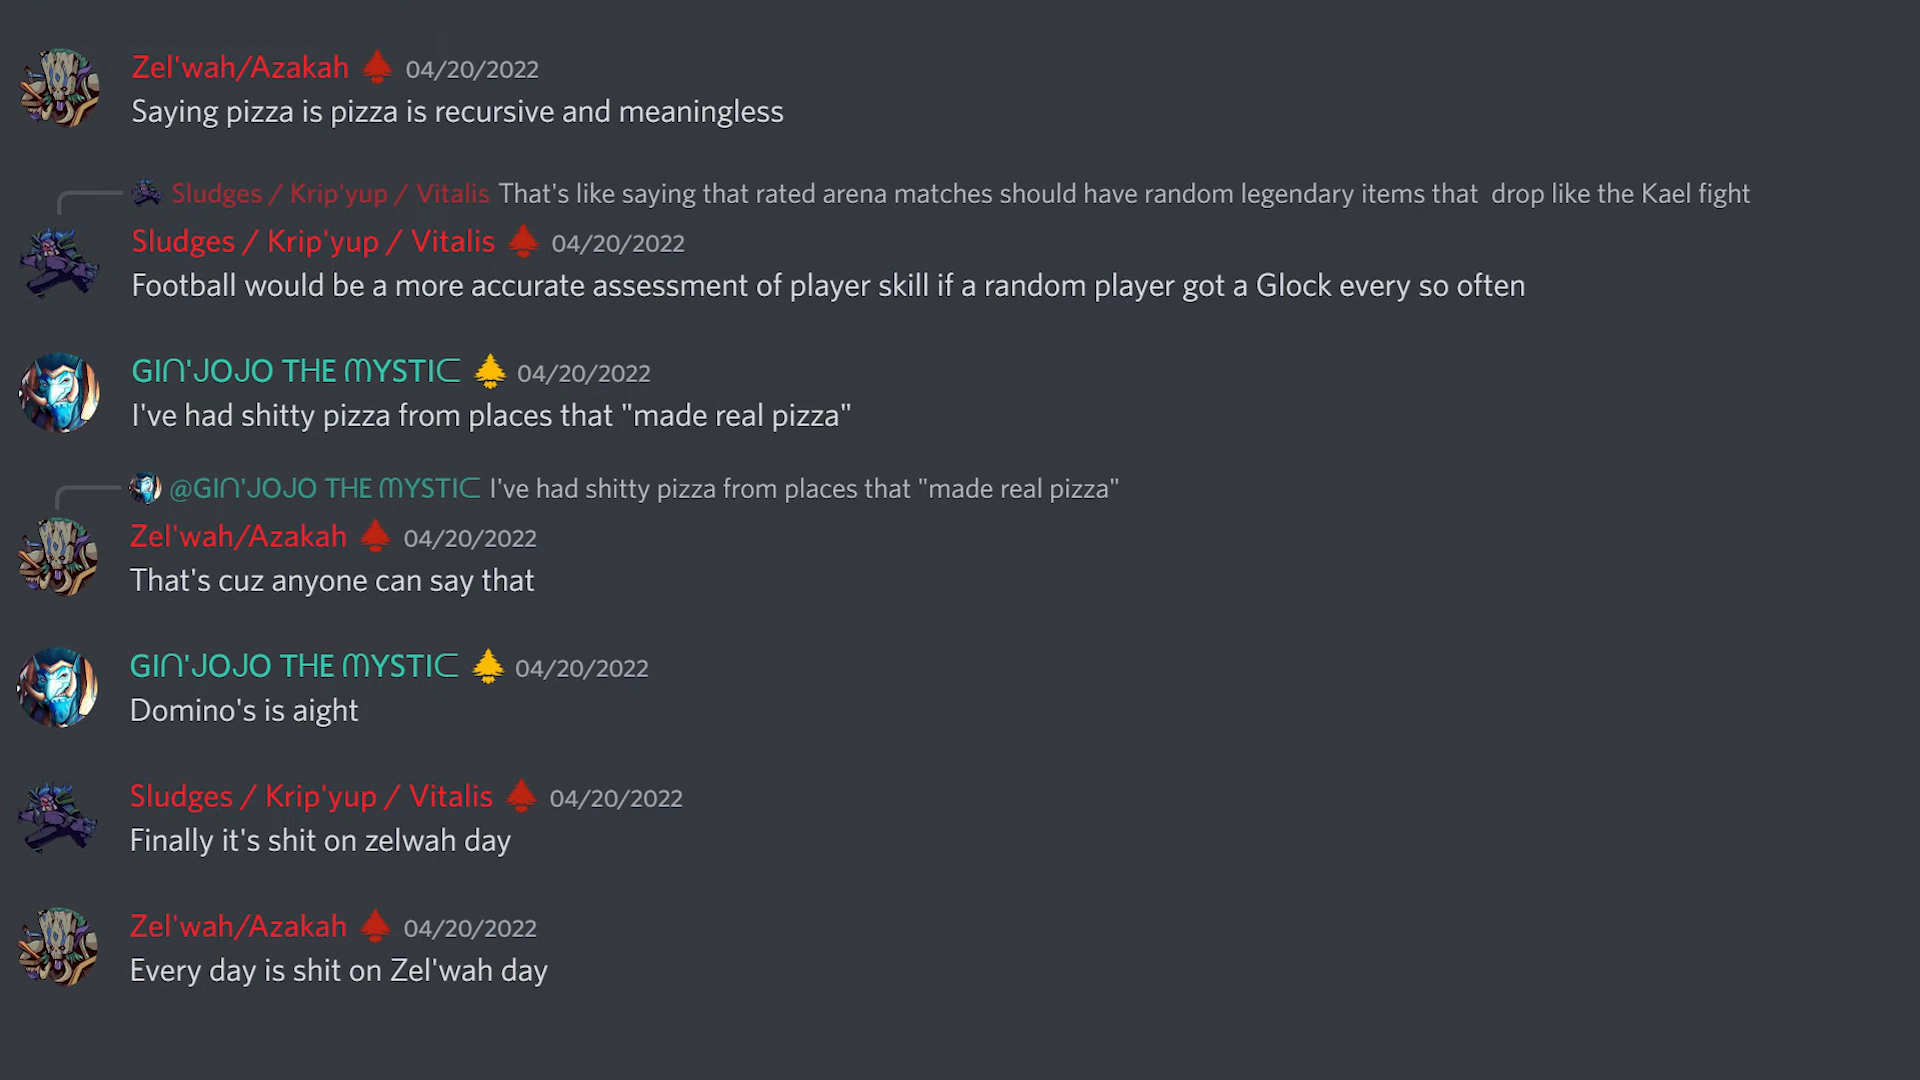 Zel'wah/Azakah 04/20/2022
Saying pizza is pizza is recursive and meaningless
Sludges / Krip'yup / Vitalis That's like saying that rated arena matches should have random legendary items that drop like the Kael fight
Sludges / Krip'yup / Vitalis 04/20/2022
Football would be a more accurate assessment of player skill if a random player got a Glock every so often
GIՈ'JOJO THE ᗰYSTIᑕ 04/20/2022
I've had shitty pizza from places that "made real pizza"
@GIՈ'JOJO THE ᗰYSTIᑕ I've had shitty pizza from places that "made real pizza"
Zel'wah/Azakah 04/20/2022
That's cuz anyone can say that
GIՈ'JOJO THE ᗰYSTIᑕ 04/20/2022
Domino's is aight
Sludges / Krip'yup / Vitalis 04/20/2022
Finally it's shit on zelwah day
Zel'wah/Azakah 04/20/2022
Every day is shit on Zel'wah day